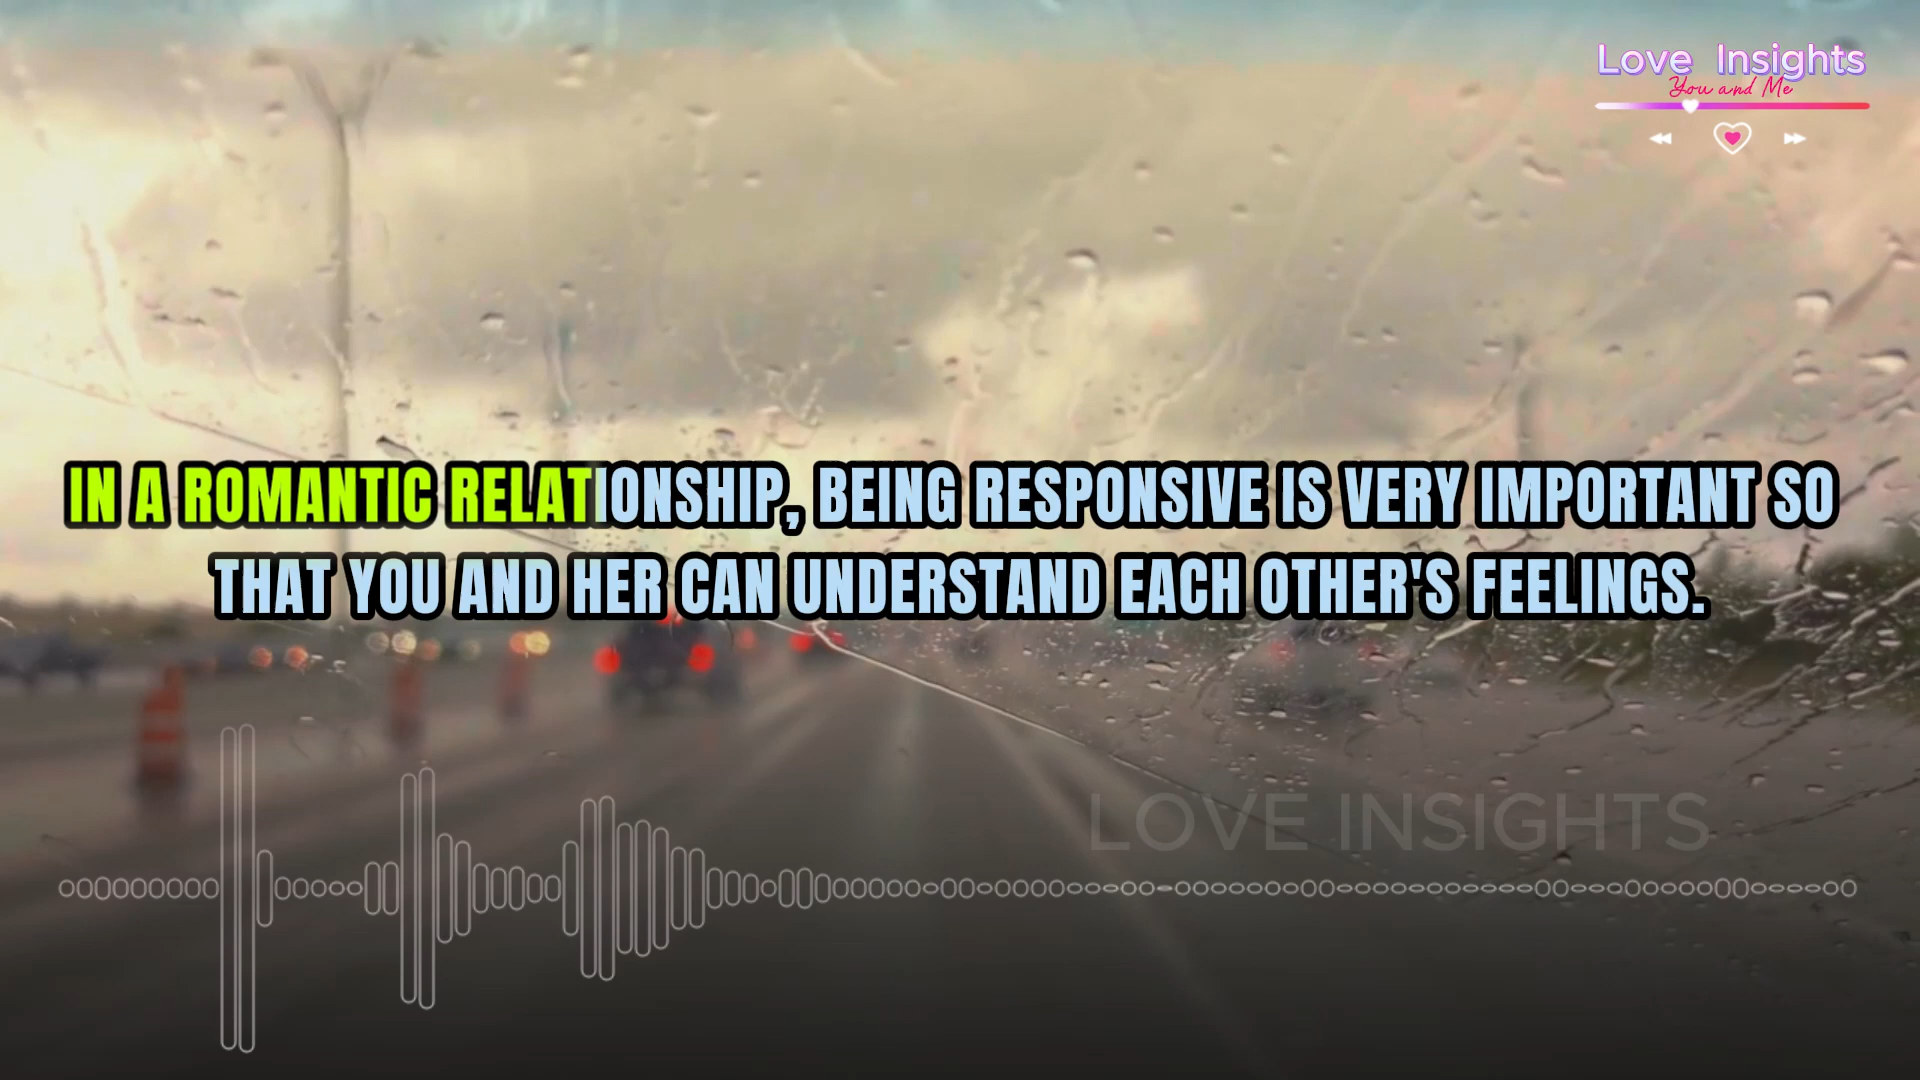 Love Insights
You and Me
IN A ROMANTIC RELATIONSHIP, BEING RESPONSIVE IS VERY IMPORTANT SO
THAT YOU AND HER CAN UNDERSTAND EACH OTHER'S FEELINGS.
LOVE INSIGHTS